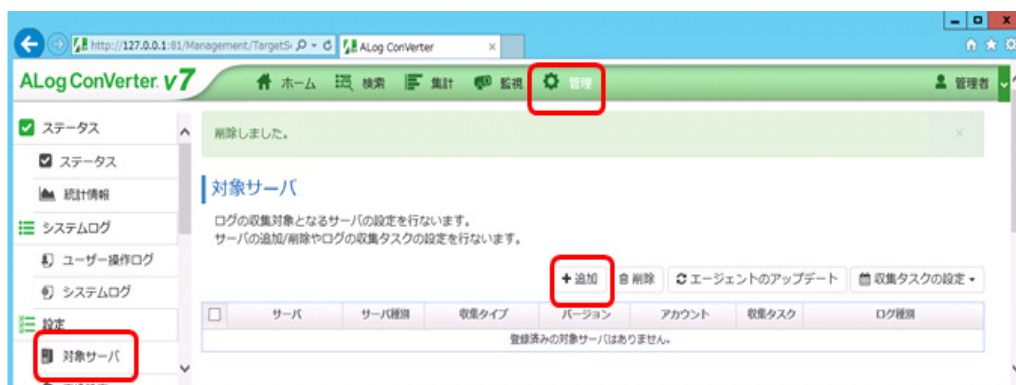 http://127.0.0.1:81/Management/TargetS
ALog ConVerter
ALog ConVerter. v7
ホーム 検索 集計 監視 管理
管理者
ステータス
ステータス
統計情報
システムログ
ユーザー操作ログ
システムログ
設定
対象サーバ
削除しました。
対象サーバ
ログの収集対象となるサーバの設定を行ないます。
サーバの追加/削除やログの収集タスクの設定を行ないます。
追加 削除 エージェントのアップデート 収集タスクの設定
サーバ サーバ種別 収集タイプ バージョン アカウント 収集タスク ログ種別
登録済みの対象サーバはありません。